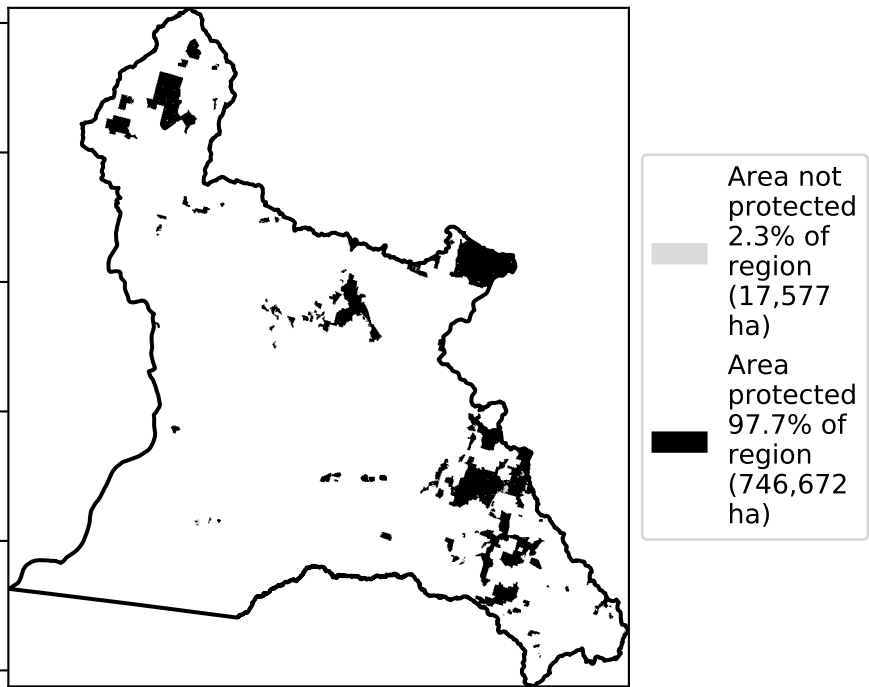 Area not
protected
2.3% of
region
(17,577
ha)
Area
protected
97.7% of
region
(746,672
ha)